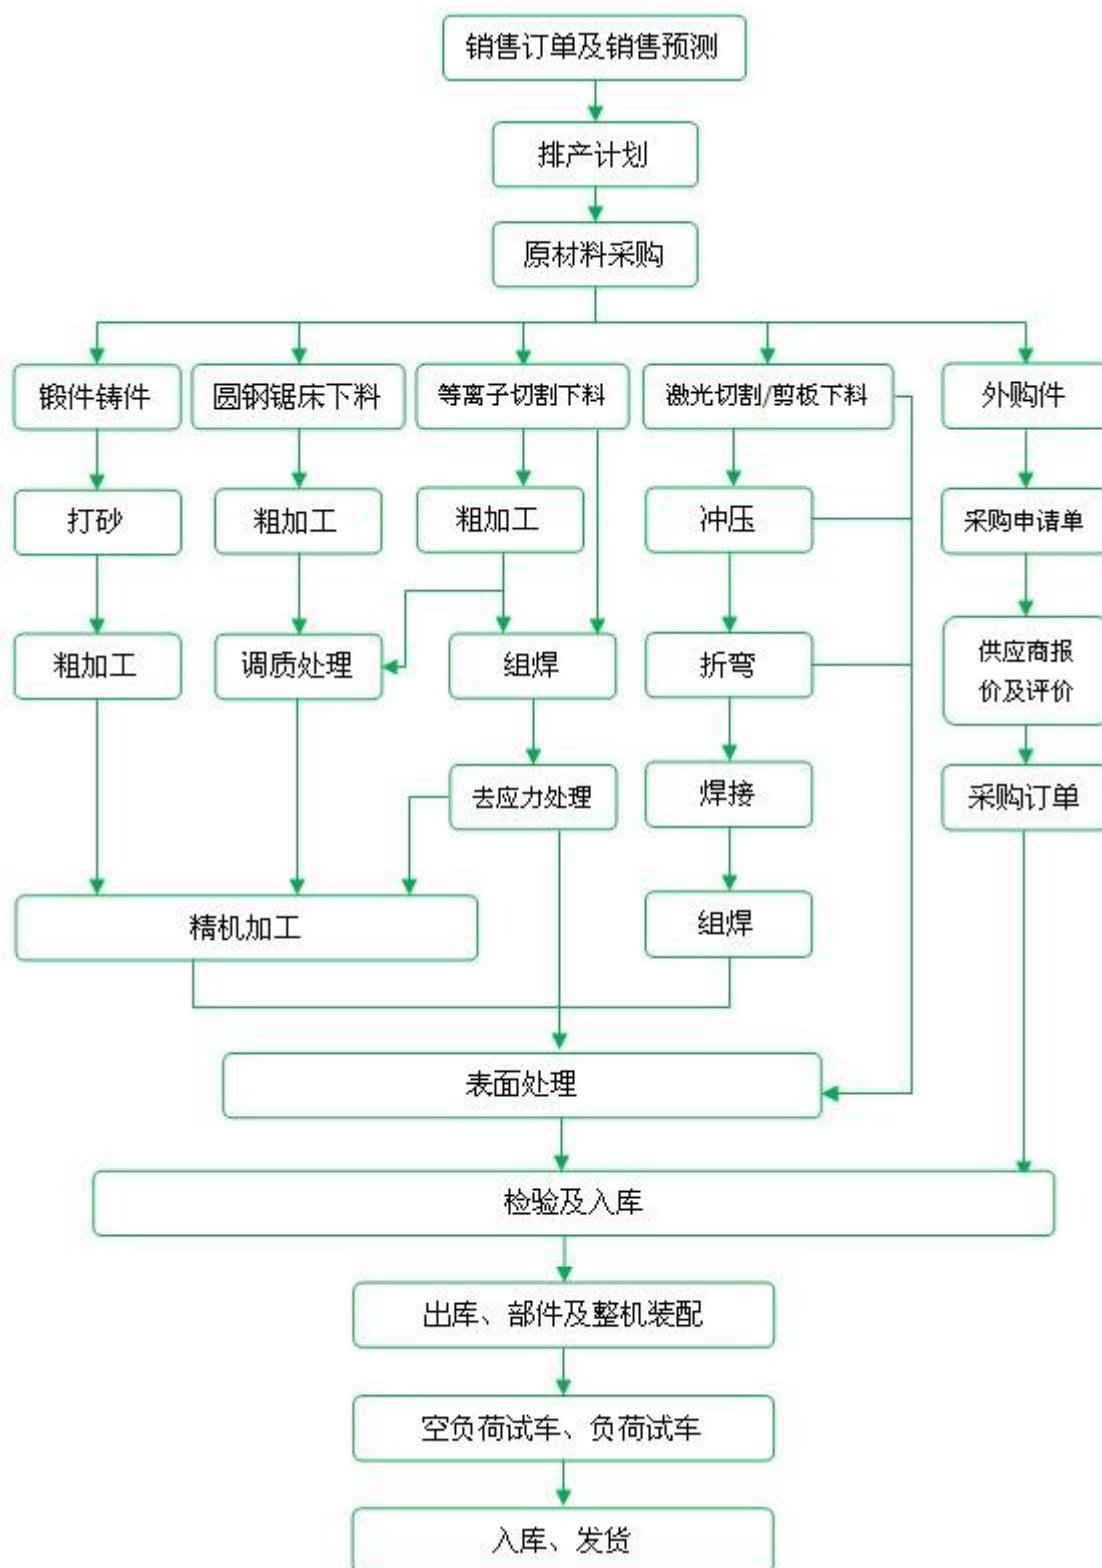 销售订单及销售预测
排产计划
原材料采购
锻件铸件
圆钢锯床下料
等离子切割下料
激光切割/剪板下料
外购件
打砂
粗加工
粗加工
冲压
采购申请单
粗加工
调质处理
组焊
折弯
供应商报
价及评价
去应力处理
焊接
采购订单
精机加工
组焊
表面处理
检验及入库
出库、部件及整机装配
空负荷试车、负荷试车
入库、发货